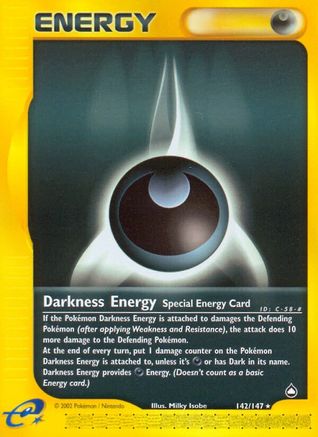 ENERGY
Darkness Energy Special Energy Card
ID: C-58-#
If the Pokémon Darkness Energy is attached to damages the Defending
Pokémon (after applying Weakness and Resistance), the attack does 10
more damage to the Defending Pokémon.
At the end of every turn, put 1 damage counter on the Pokémon
Darkness Energy is attached to, unless it's or has Dark in its name.
Darkness Energy provides Energy. (Doesn't count as a basic
Energy card.)
Illus. Milky Isobe
142/147 ★
e
©2002 Pokémon / Nintendo